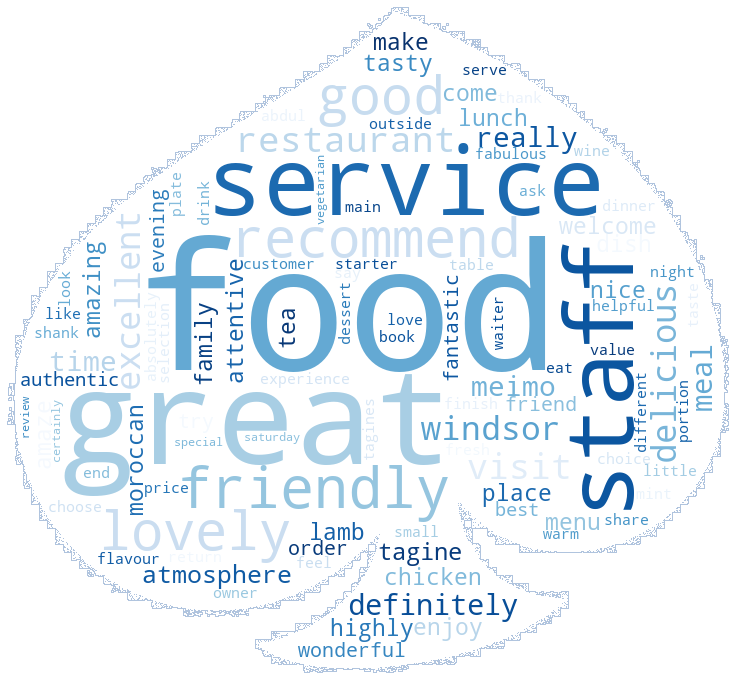 make
tasty
serve
good
come
thank
abdul
outside
lunch
restaurant
really
fabulous
wine
service
vegetarian
plate
drink
evening
ask
main
dinner
recommend
welcome
dish
excellent
amazing
look
customer
say
starter
table
night
food
staff
nice
helpful
taste
like
shank
absolutely
selection
family
attentive
tea
dessert
love
book
fantastic
waiter
value
delicious
meal
time
authentic
experience
eat
great
meimo
friend
finish
different
portion
review
certainly
amaze
moroccan
try
special
saturday
tagines
windsor
fresh
visit
choice
little
end
price
friendly
place
best
mint
choose
lovely
lamb
small
menu
share
warm
flavour
return
order
feel
tagine
atmosphere
owner
chicken
definitely
highly
enjoy
wonderful